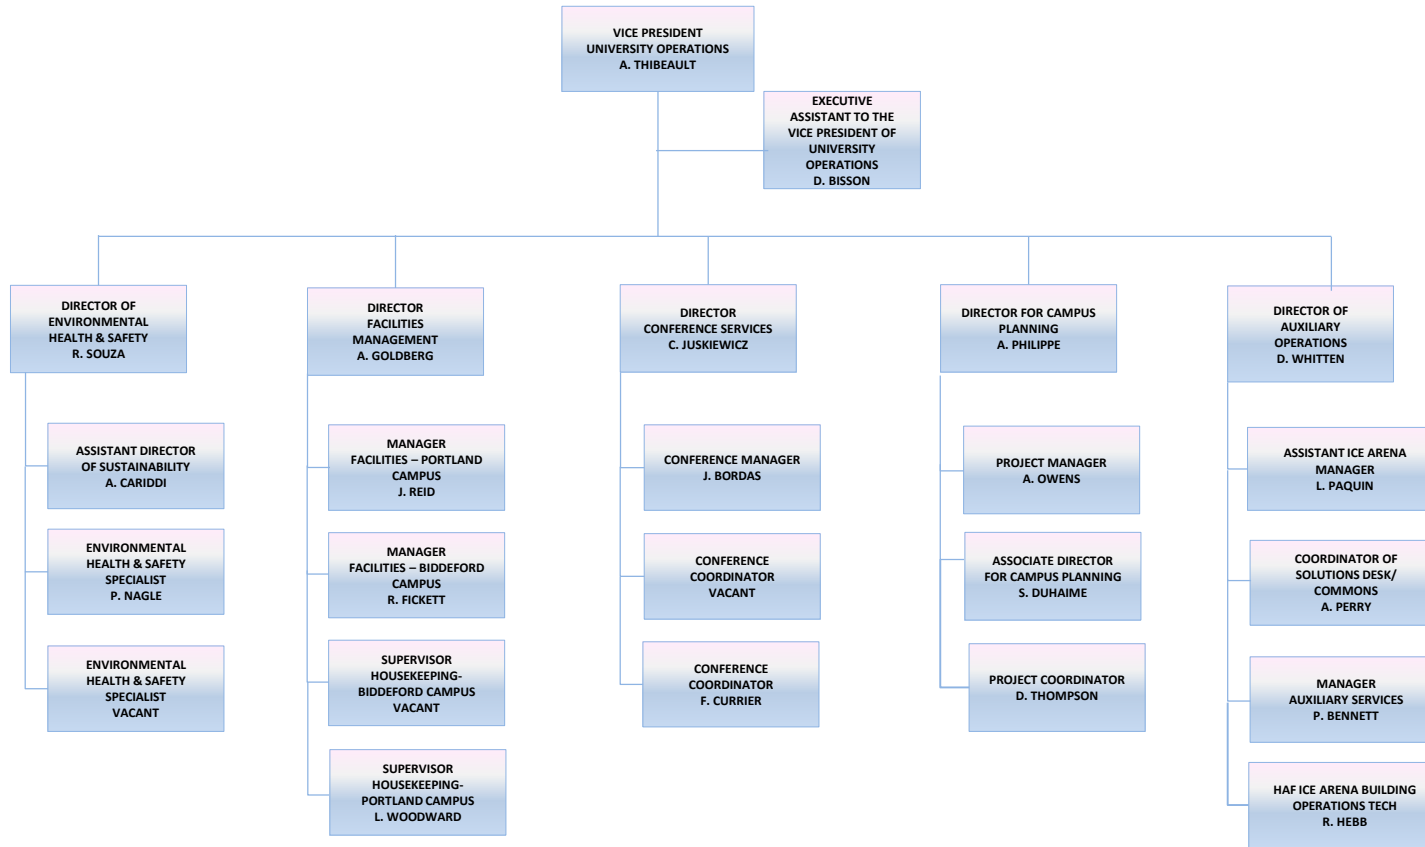 VICE PRESIDENT
UNIVERSITY OPERATIONS
A. THIBEAULT
EXECUTIVE
ASSISTANT TO THE
VICE PRESIDENT OF
UNIVERSITY
OPERATIONS
D. BISSON
DIRECTOR OF
ENVIRONMENTAL
HEALTH & SAFETY
R. SOUZA
DIRECTOR
FACILITIES
MANAGEMENT
A. GOLDBERG
DIRECTOR
CONFERENCE SERVICES
C. JUSKIEWICZ
DIRECTOR FOR CAMPUS
PLANNING
A. PHILIPPE
DIRECTOR OF
AUXILIARY
OPERATIONS
D. WHITTEN
ASSISTANT DIRECTOR
OF SUSTAINABILITY
A. CARIDDI
ENVIRONMENTAL
HEALTH & SAFETY
SPECIALIST
P. NAGLE
ENVIRONMENTAL
HEALTH & SAFETY
SPECIALIST
VACANT
MANAGER
FACILITIES – PORTLAND
CAMPUS
J. REID
MANAGER
FACILITIES – BIDDEFORD
CAMPUS
R. FICKETT
SUPERVISOR
HOUSEKEEPING-
BIDDEFORD CAMPUS
VACANT
SUPERVISOR
HOUSEKEEPING-
PORTLAND CAMPUS
L. WOODWARD
CONFERENCE MANAGER
J. BORDAS
CONFERENCE
COORDINATOR
VACANT
CONFERENCE
COORDINATOR
F. CURRIER
PROJECT MANAGER
A. OWENS
ASSOCIATE DIRECTOR
FOR CAMPUS PLANNING
S. DUHAIME
PROJECT COORDINATOR
D. THOMPSON
ASSISTANT ICE ARENA
MANAGER
L. PAQUIN
COORDINATOR OF
SOLUTIONS DESK/
COMMONS
A. PERRY
MANAGER
AUXILIARY SERVICES
P. BENNETT
HAF ICE ARENA BUILDING
OPERATIONS TECH
R. HEBB